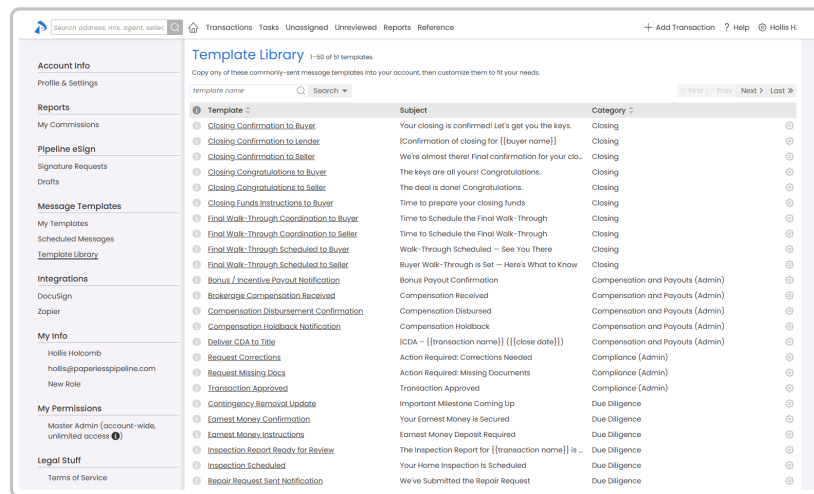 Search address, mls, agent, seller,
Transactions Tasks Unassigned Unreviewed Reports Reference
+ Add Transaction ? Help Hollis H.
Account Info
Profile & Settings
Reports
My Commissions
Pipeline eSign
Signature Requests
Drafts
Message Templates
My Templates
Scheduled Messages
Template Library
Integrations
DocuSign
Zapier
My Info
Hollis Holcomb
hollis@paperlesspipeline.com
New Role
My Permissions
Master Admin (account-wide,
unlimited access )
Legal Stuff
Terms of Service
Template Library 1-50 of 51 templates.
Copy any of these commonly-sent message templates into your account, then customize them to fit your needs.
template name Search
< First < Prev Next > Last »
Template Subject Category
Closing Confirmation to Buyer Your closing is confirmed! Let's get you the keys. Closing
Closing Confirmation to Lender [Confirmation of closing for {{buyer name}} Closing
Closing Confirmation to Seller We're almost there! Final confirmation for your clo... Closing
Closing Congratulations to Buyer The keys are all yours! Congratulations. Closing
Closing Congratulations to Seller The deal is done! Congratulations. Closing
Closing Funds Instructions to Buyer Time to prepare your closing funds Closing
Final Walk-Through Coordination to Buyer Time to Schedule the Final Walk-Through Closing
Final Walk-Through Coordination to Seller Time to Schedule the Final Walk-Through Closing
Final Walk-Through Scheduled to Buyer Walk-Through Scheduled — See You There Closing
Final Walk-Through Scheduled to Seller Buyer Walk-Through is Set — Here's What to Know Closing
Bonus / Incentive Payout Notification Bonus Payout Confirmation Compensation and Payouts (Admin)
Brokerage Compensation Received Compensation Received Compensation and Payouts (Admin)
Compensation Disbursement Confirmation Compensation Disbursed Compensation and Payouts (Admin)
Compensation Holdback Notification Compensation Holdback Compensation and Payouts (Admin)
Deliver CDA to Title [CDA – {{transaction name}} ({{close date}}) Compensation and Payouts (Admin)
Request Corrections Action Required: Corrections Needed Compliance (Admin)
Request Missing Docs Action Required: Missing Documents Compliance (Admin)
Transaction Approved Transaction Approved Compliance (Admin)
Contingency Removal Update Important Milestone Coming Up Due Diligence
Earnest Money Confirmation Your Earnest Money is Secured Due Diligence
Earnest Money Instructions Earnest Money Deposit Required Due Diligence
Inspection Report Ready for Review The Inspection Report for {{transaction name}} is ... Due Diligence
Inspection Scheduled Your Home Inspection Is Scheduled Due Diligence
Repair Request Sent Notification We've Submitted the Repair Request Due Diligence